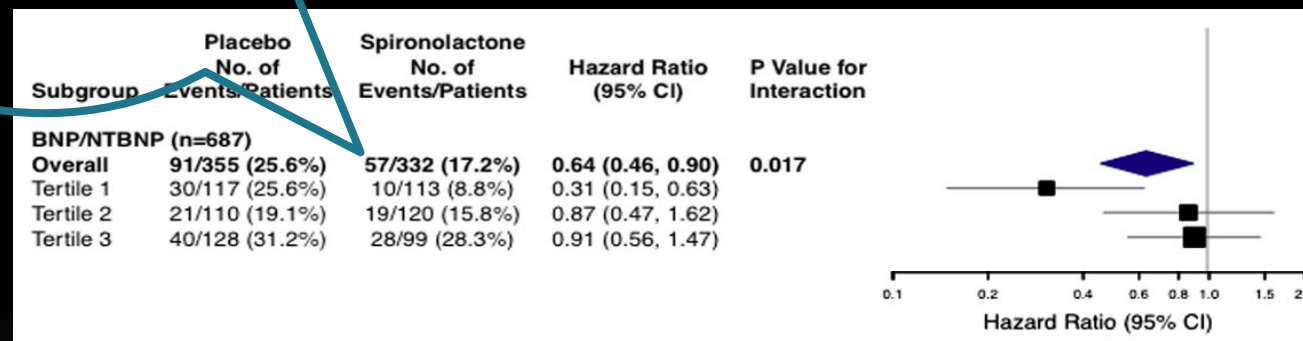 Placebo Spironolactone
No. of No. of Hazard Ratio P Value for
Subgroup Events/Patients Events/Patients (95% CI) Interaction
BNP/NTBNP (n=687)
Overall 91/355 (25.6%) 57/332 (17.2%) 0.64 (0.46, 0.90) 0.017
Tertile 1 30/117 (25.6%) 10/113 (8.8%) 0.31 (0.15, 0.63)
Tertile 2 21/110 (19.1%) 19/120 (15.8%) 0.87 (0.47, 1.62)
Tertile 3 40/128 (31.2%) 28/99 (28.3%) 0.91 (0.56, 1.47)
0.1 0.2 0.4 0.6 0.8 1.0 1.5 2
Hazard Ratio (95% CI)